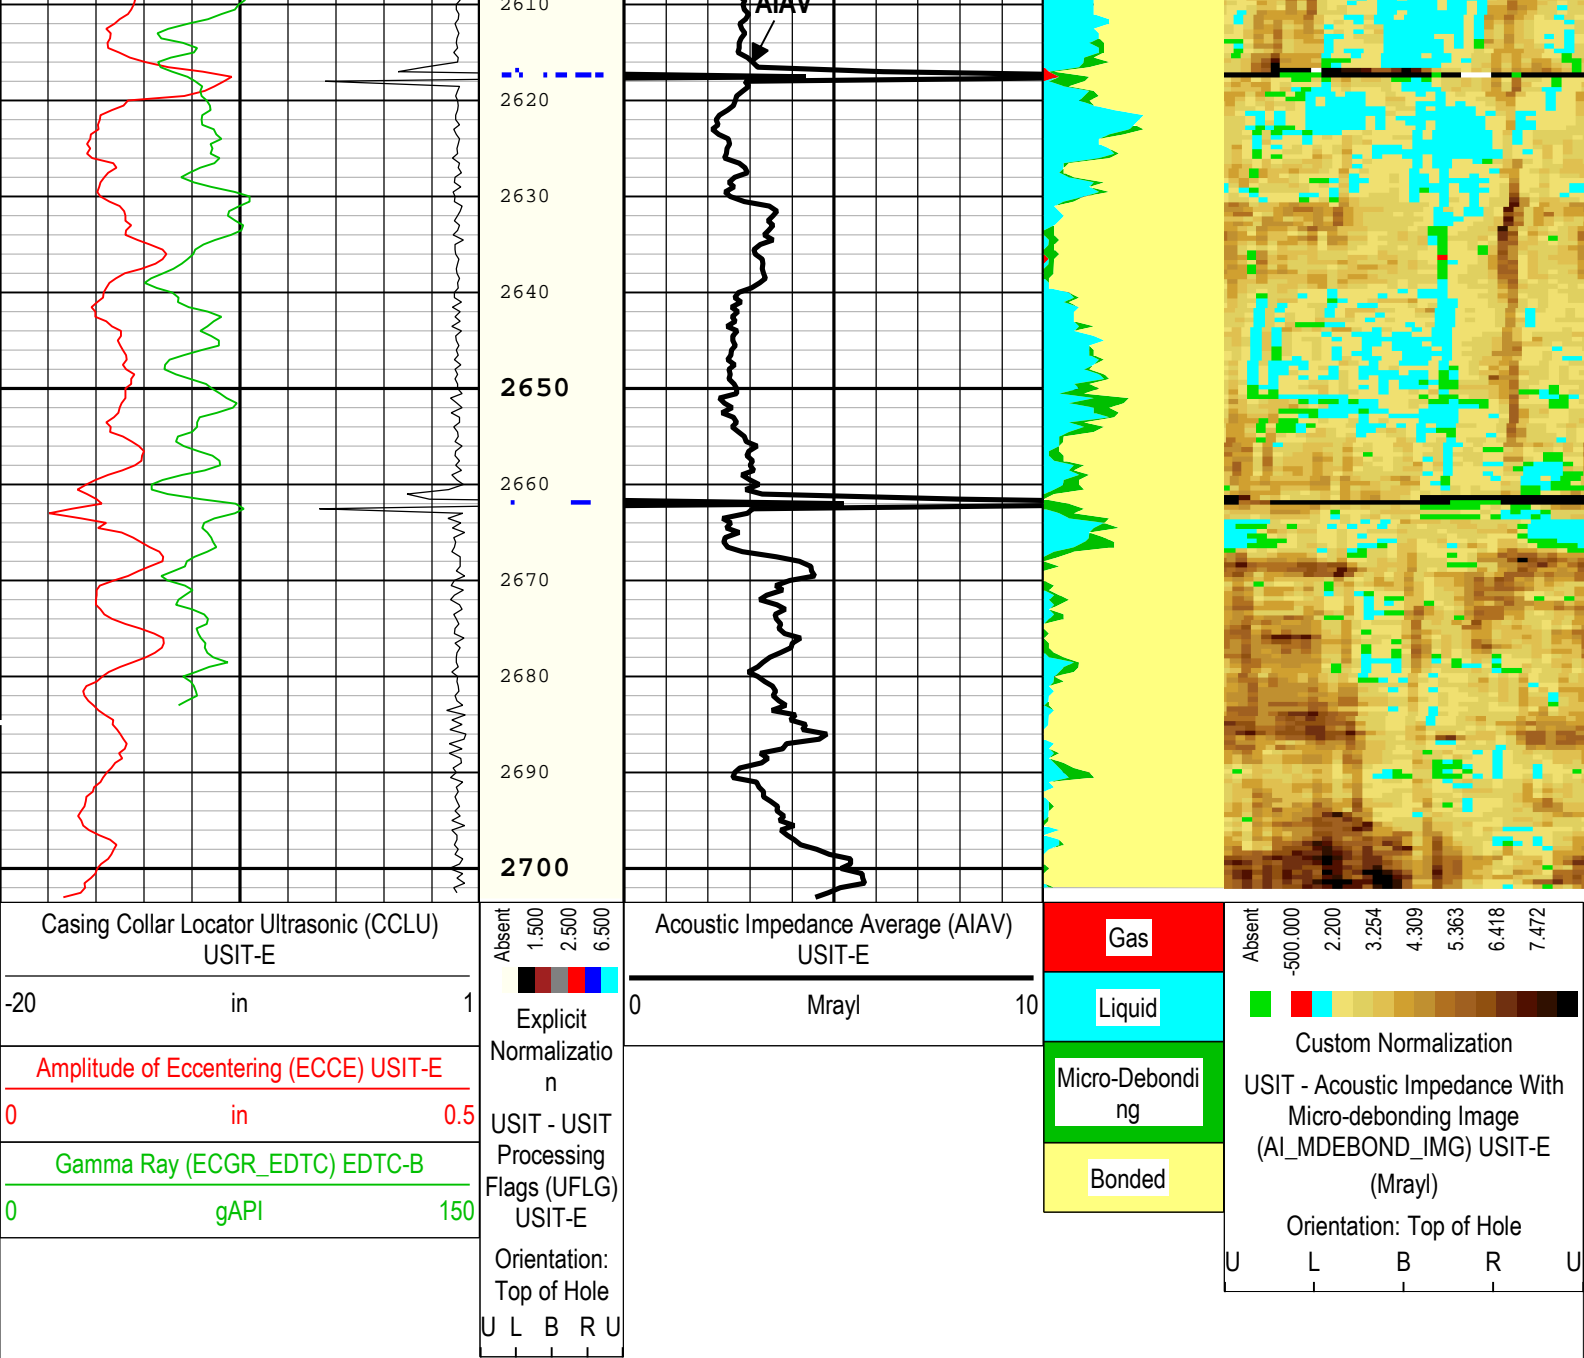 2610
AIAV
2620
2630
2640
2650
2660
2670
2680
2690
2700
Casing Collar Locator Ultrasonic (CCLU)
USIT-E
-20 in 1
Amplitude of Eccentering (ECCE) USIT-E
0 in 0.5
Gamma Ray (ECGR_EDTC) EDTC-B
0 gAPI 150
Absent 1.500 2.500 6.500
Explicit
Normalizatio
n
USIT - USIT
Processing
Flags (UFLG)
USIT-E
Orientation:
Top of Hole
U L B R U
Acoustic Impedance Average (AIAV)
USIT-E
0 Mrayl 10
Gas
Liquid
Micro-Debondi
ng
Bonded
Absent -500.000 2.200 3.254 4.309 5.363 6.418 7.472
Custom Normalization
USIT - Acoustic Impedance With
Micro-debonding Image
(AI_MDEBOND_IMG) USIT-E
(Mrayl)
Orientation: Top of Hole
U L B R U